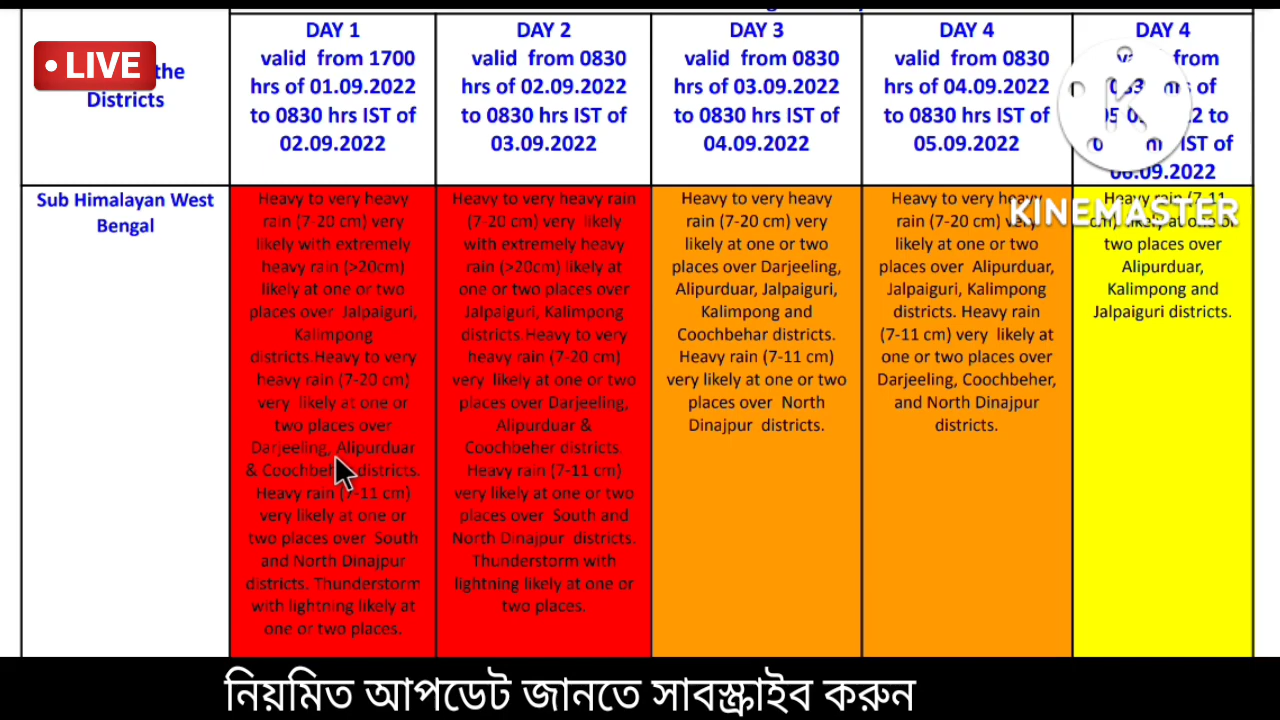 LIVE
the
Districts
DAY 1
valid from 1700
hrs of 01.09.2022
to 0830 hrs IST of
02.09.2022
DAY 2
valid from 0830
hrs of 02.09.2022
to 0830 hrs IST of
03.09.2022
DAY 3
valid from 0830
hrs of 03.09.2022
to 0830 hrs IST of
04.09.2022
DAY 4
valid from 0830
hrs of 04.09.2022
to 0830 hrs IST of
05.09.2022
DAY 4
from
of
to
IST of
06.09.2022
K
KINEMASTER
Sub Himalayan West
Bengal
Heavy to very heavy
rain (7-20 cm) very
likely with extremely
heavy rain (>20cm)
likely at one or two
places over Jalpaiguri,
Kalimpong
districts.Heavy to very
heavy rain (7-20 cm)
very likely at one or
two places over
Darjeeling, Alipurduar
& Coochbeher districts.
Heavy rain (7-11 cm)
very likely at one or
two places over South
and North Dinajpur
districts. Thunderstorm
with lightning likely at
one or two places.
Heavy to very heavy rain
(7-20 cm) very likely
with extremely heavy
rain (>20cm) likely at
one or two places over
Jalpaiguri, Kalimpong
districts.Heavy to very
heavy rain (7-20 cm)
very likely at one or two
places over Darjeeling,
Alipurduar &
Coochbeher districts.
Heavy rain (7-11 cm)
very likely at one or two
places over South and
North Dinajpur districts.
Thunderstorm with
lightning likely at one or
two places.
Heavy to very heavy
rain (7-20 cm) very
likely at one or two
places over Darjeeling,
Alipurduar, Jalpaiguri,
Kalimpong and
Coochbehar districts.
Heavy rain (7-11 cm)
very likely at one or two
places over North
Dinajpur districts.
Heavy to very heavy
rain (7-20 cm) very
likely at one or two
places over Alipurduar,
Jalpaiguri, Kalimpong
districts. Heavy rain
(7-11 cm) very likely at
one or two places over
Darjeeling, Coochbeher,
and North Dinajpur
districts.
Heavy rain (7-11
cm) likely at one or
two places over
Alipurduar,
Kalimpong and
Jalpaiguri districts.
নিয়মিত আপডেট জানতে সাবস্ক্রাইব করুন